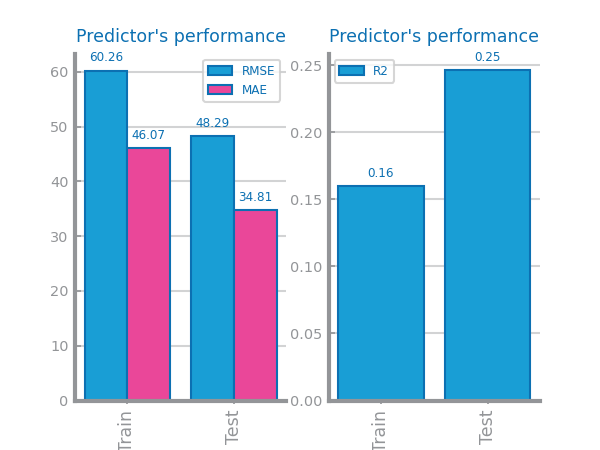 Predictor's performance
60.26
46.07
48.29
34.81
RMSE
MAE
60
50
40
30
20
10
0
Train
Test
Predictor's performance
0.16
0.25
R2
0.25
0.20
0.15
0.10
0.05
0.00
Train
Test